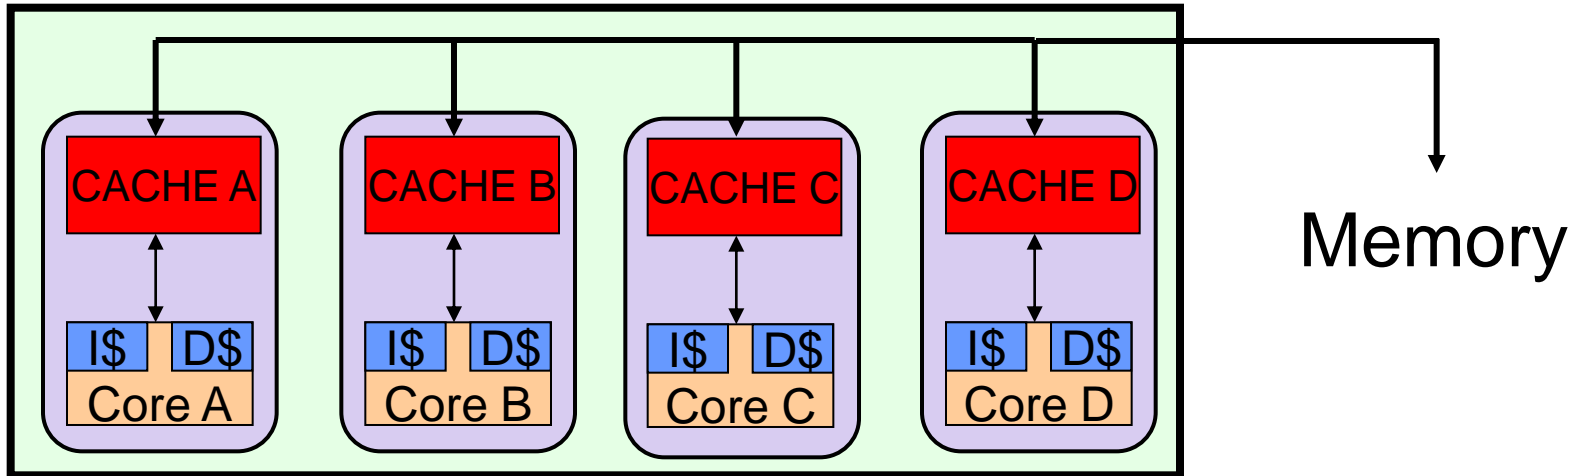 CACHE A
CACHE B
CACHE C
CACHE D
Memory
I$ D$
I$ D$
I$ D$
I$ D$
Core A
Core B
Core C
Core D